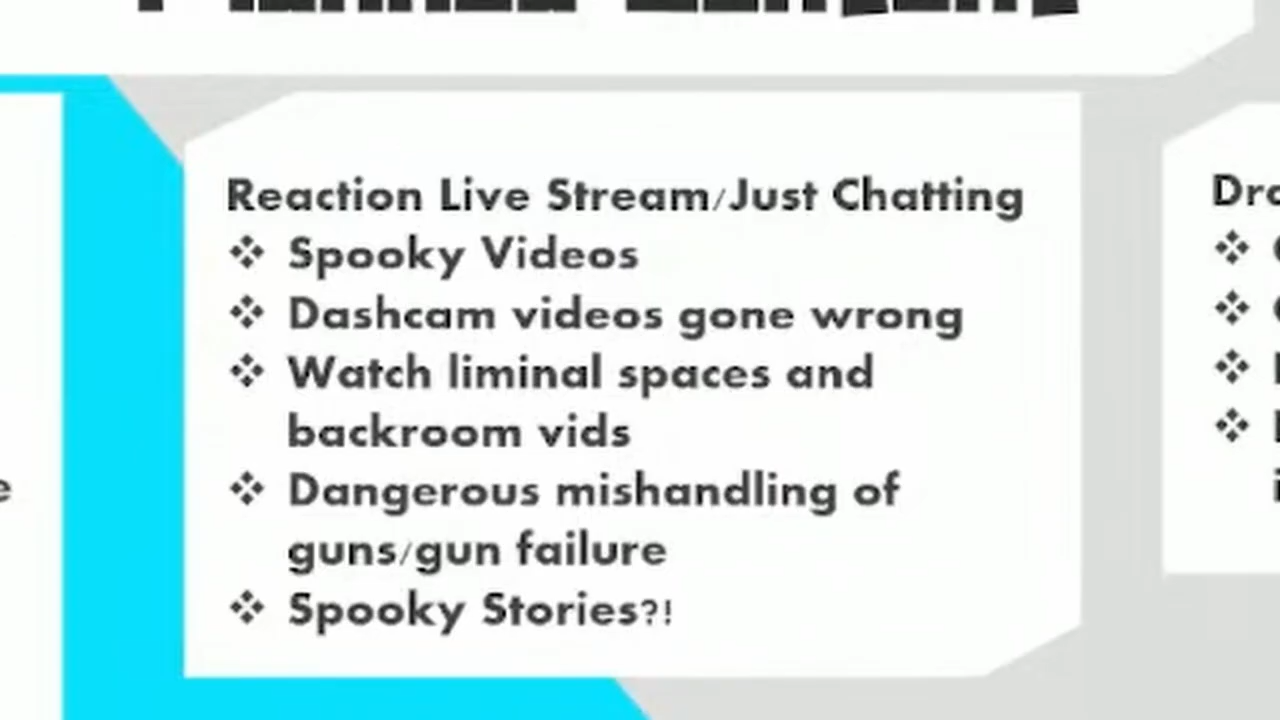 Reaction Live Stream/Just Chatting
❖ Spooky Videos
❖ Dashcam videos gone wrong
❖ Watch liminal spaces and
backroom vids
❖ Dangerous mishandling of
guns/gun failure
❖ Spooky Stories?!